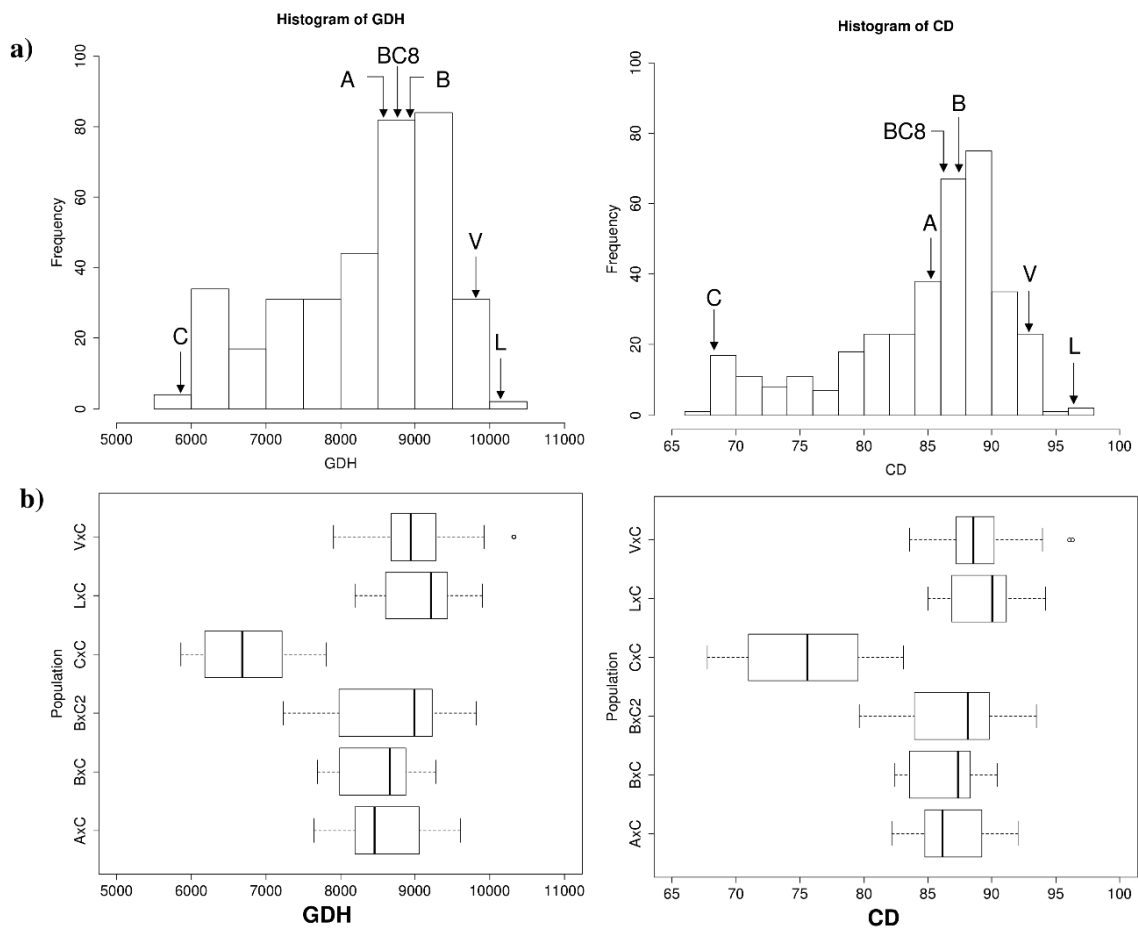 a)
Histogram of GDH
Frequency
0 20 40 60 80 100
C
A
BC8
B
V
L
5000 6000 7000 8000 9000 10000 11000
GDH
Histogram of CD
Frequency
0 20 40 60 80 100
C
A
BC8
B
V
L
65 70 75 80 85 90 95 100
CD
b)
Population
VxC
LxC
CxC
BxC2
BxC
AxC
5000 6000 7000 8000 9000 10000 11000
GDH
Population
VxC
LxC
CxC
BxC2
BxC
AxC
65 70 75 80 85 90 95 100
CD